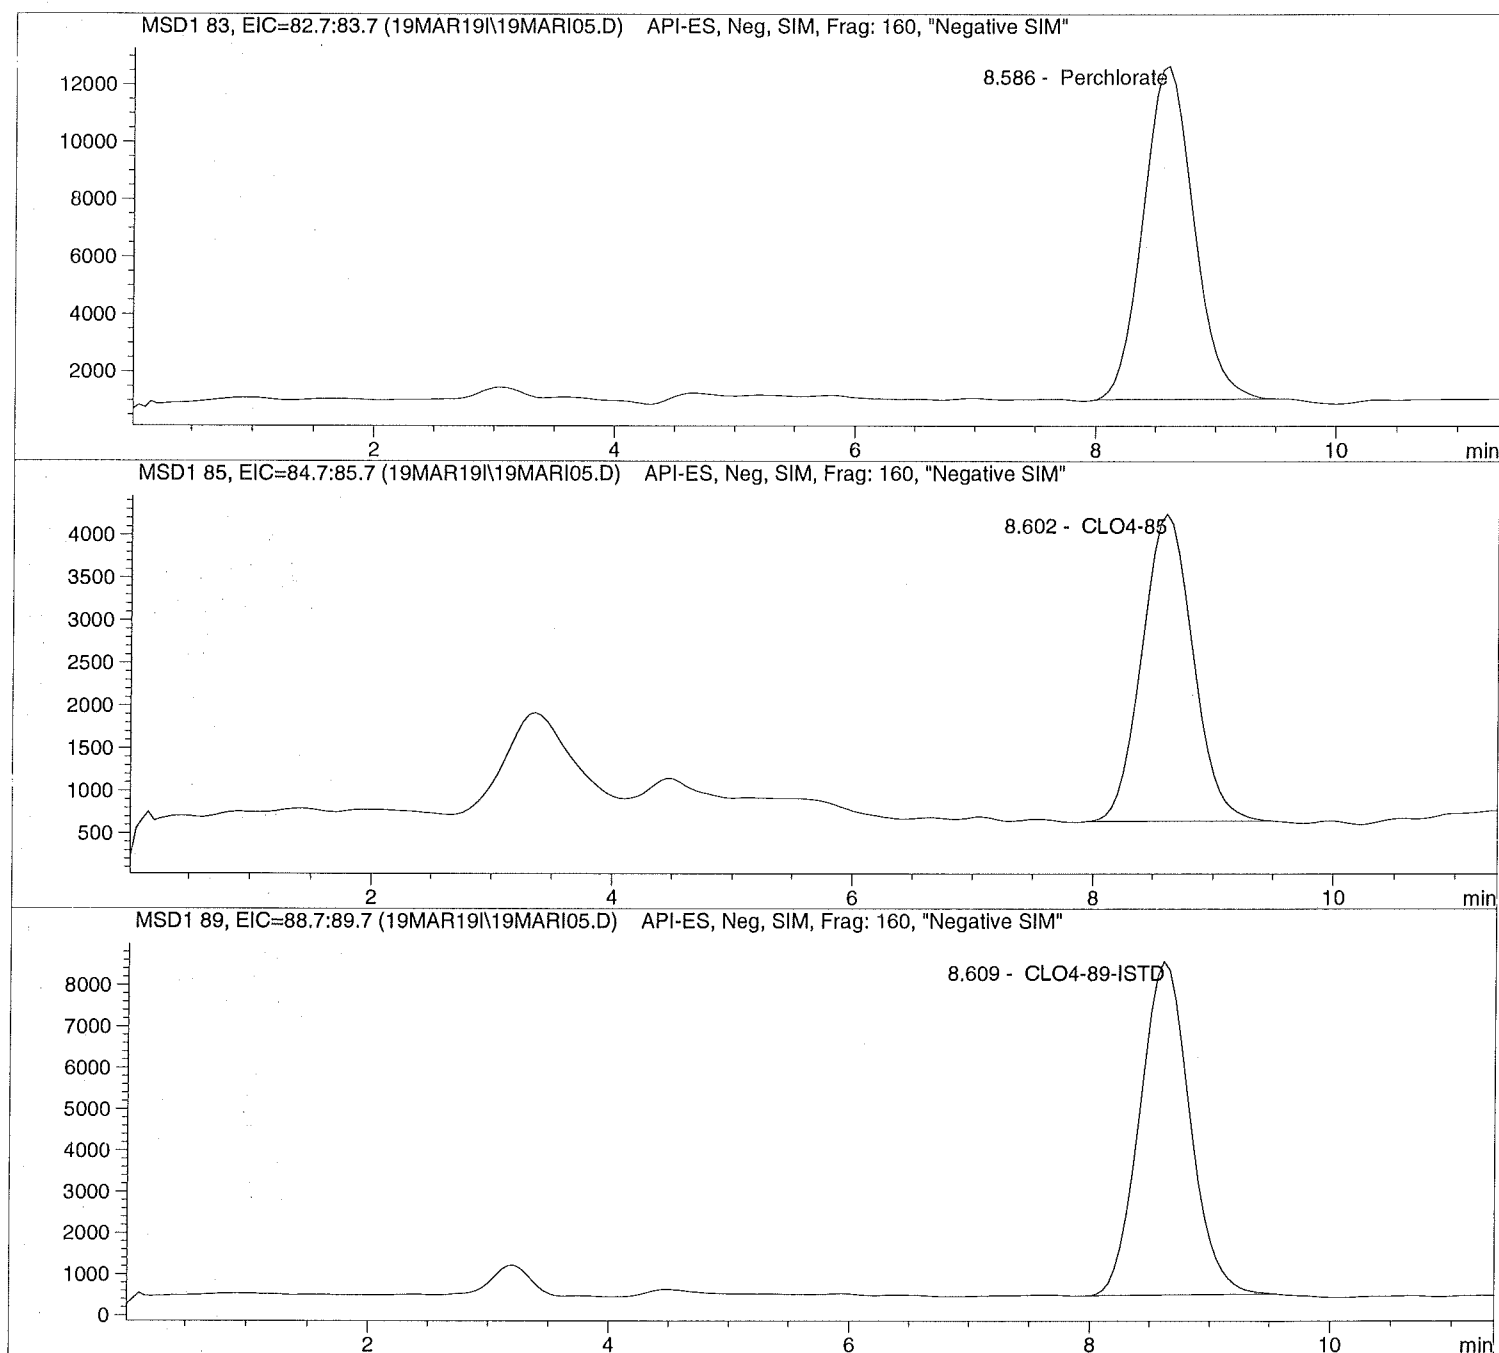 MSD1 83, EIC=82.7:83.7 (19MAR19I\19MARI05.D) API-ES, Neg, SIM, Frag: 160, "Negative SIM"
12000
8.586 - Perchlorate
10000
8000
6000
4000
2000
2 4 6 8 10 min
MSD1 85, EIC=84.7:85.7 (19MAR19I\19MARI05.D) API-ES, Neg, SIM, Frag: 160, "Negative SIM"
8.602 - CLO4-85
4000
3500
3000
2500
2000
1500
1000
500
2 4 6 8 10 min
MSD1 89, EIC=88.7:89.7 (19MAR19I\19MARI05.D) API-ES, Neg, SIM, Frag: 160, "Negative SIM"
8.609 - CLO4-89-ISTD
8000
7000
6000
5000
4000
3000
2000
1000
0
2 4 6 8 10 min